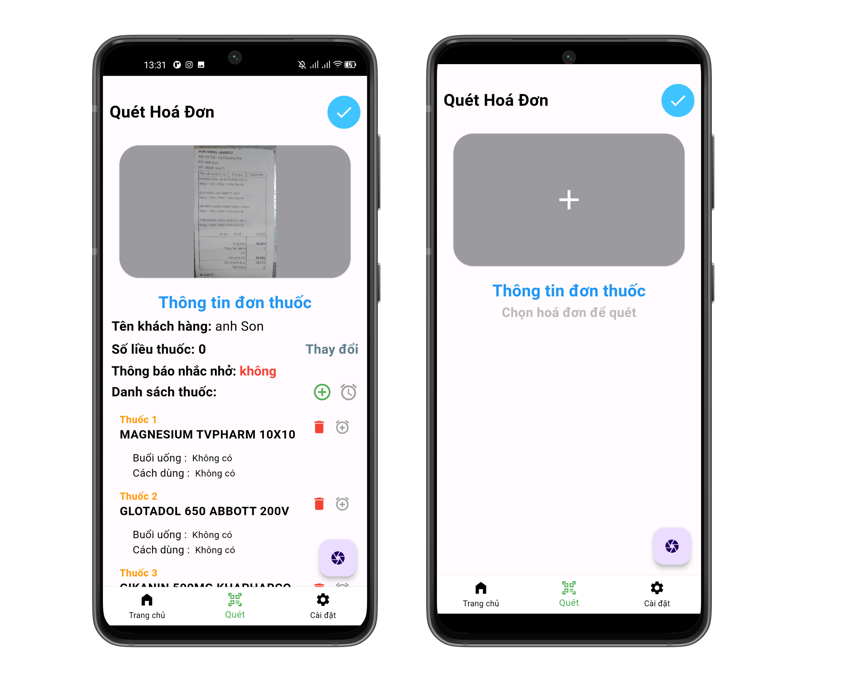 13:31
Quét Hoá Đơn
Thông tin đơn thuốc
Tên khách hàng: anh Son
Số liều thuốc: 0
Thay đổi
Thông báo nhắc nhở: không
Danh sách thuốc:
Thuốc 1
MAGNESIUM TVPHARM 10X10
Buổi uống : Không có
Cách dùng : Không có
Thuốc 2
GLOTADOL 650 ABBOTT 200V
Buổi uống : Không có
Cách dùng : Không có
Thuốc 3
Trang chủ
Quét
Cài đặt
Quét Hoá Đơn
Thông tin đơn thuốc
Chọn hoá đơn để quét
Trang chủ
Quét
Cài đặt